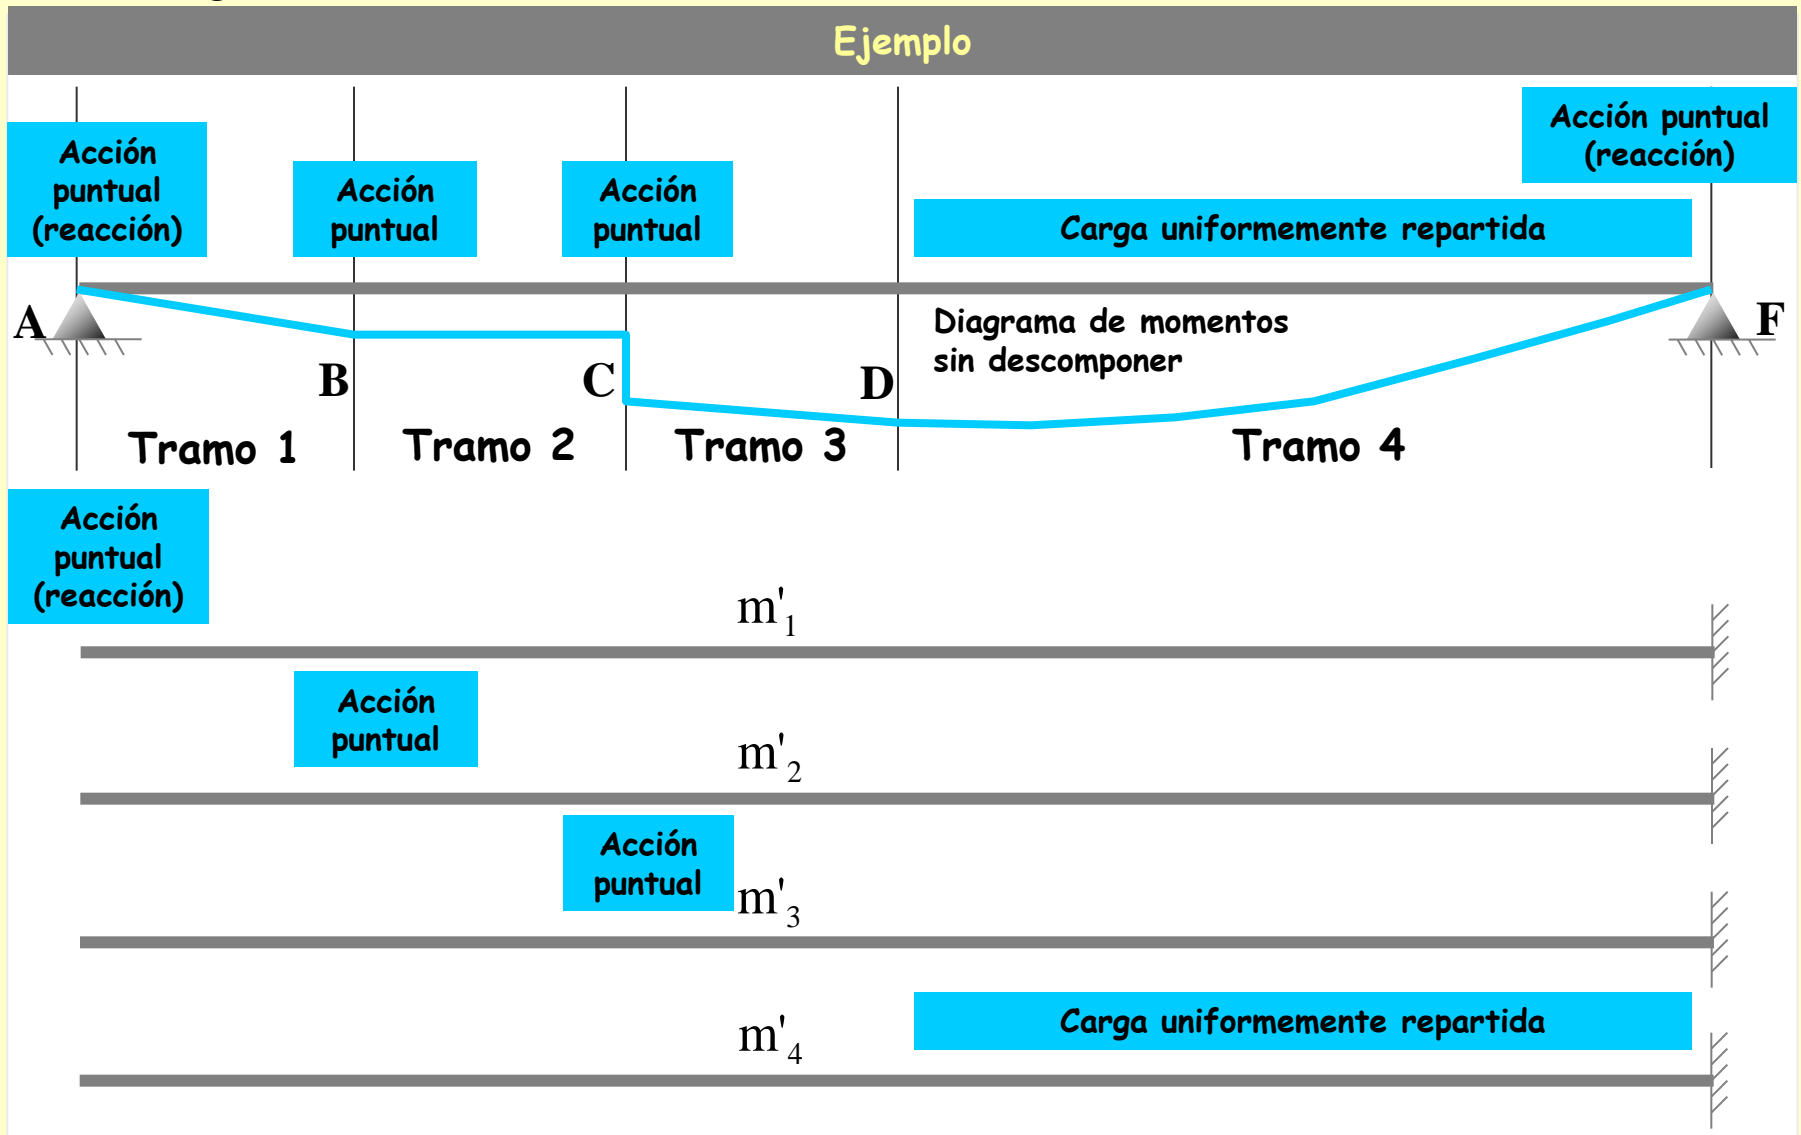 Ejemplo
Acción puntual
(reacción)
Acción
puntual
(reacción)
Acción
puntual
Acción
puntual
Carga uniformemente repartida
A
F
Diagrama de momentos
sin descomponer
B
C
D
Tramo 1
Tramo 2
Tramo 3
Tramo 4
Acción
puntual
(reacción)
m'1
Acción
puntual
m'2
Acción
puntual
m'3
Carga uniformemente repartida
m'4